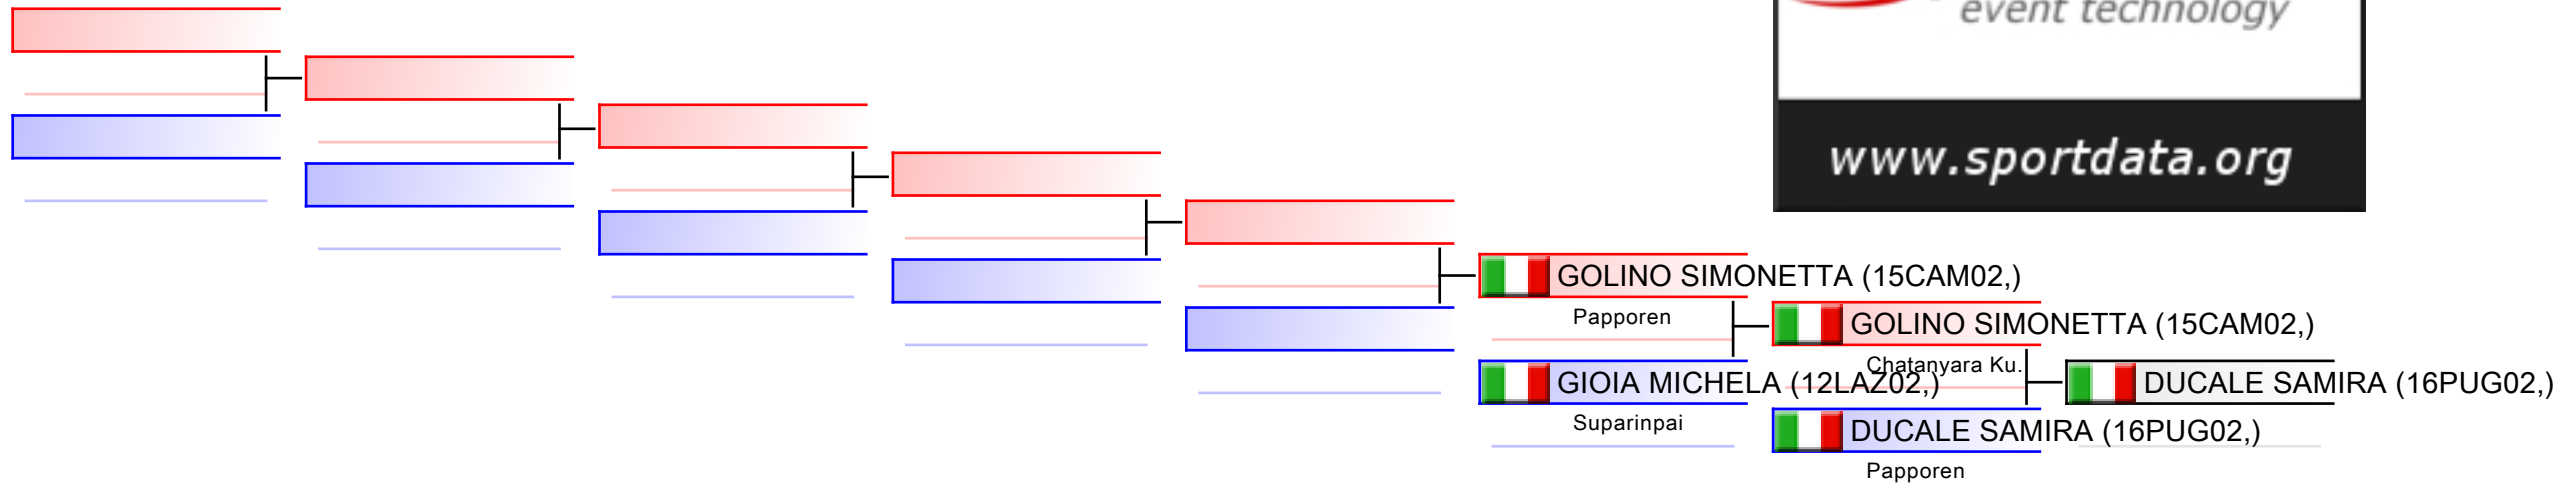 event technology
www.sportdata.org
GOLINO SIMONETTA (15CAM02,)
Papporen
GOLINO SIMONETTA (15CAM02,)
Chatanyara Ku.
GIOIA MICHELA (12LAZ02,)
Suparinpai
DUCALE SAMIRA (16PUG02,)
DUCALE SAMIRA (16PUG02,)
Papporen